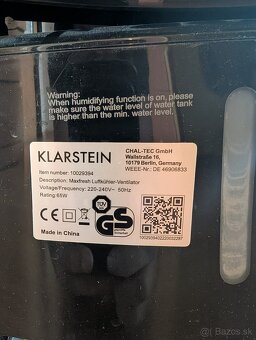 Warning:
When humidifying function is on, please
make sure the water level of water tank
is higher than the min. water level.
KLARSTEIN
CHAL-TEC GmbH
Wallstraße 16,
10179 Berlin, Germany
WEEE-Nr.: DE 46906833
Item number: 10029394
Description: Maxfresh Luftkühler-Ventilator
Voltage/Frequency: 220-240V~ 50Hz
Rating 65W
Made in China
GS
bazos.sk